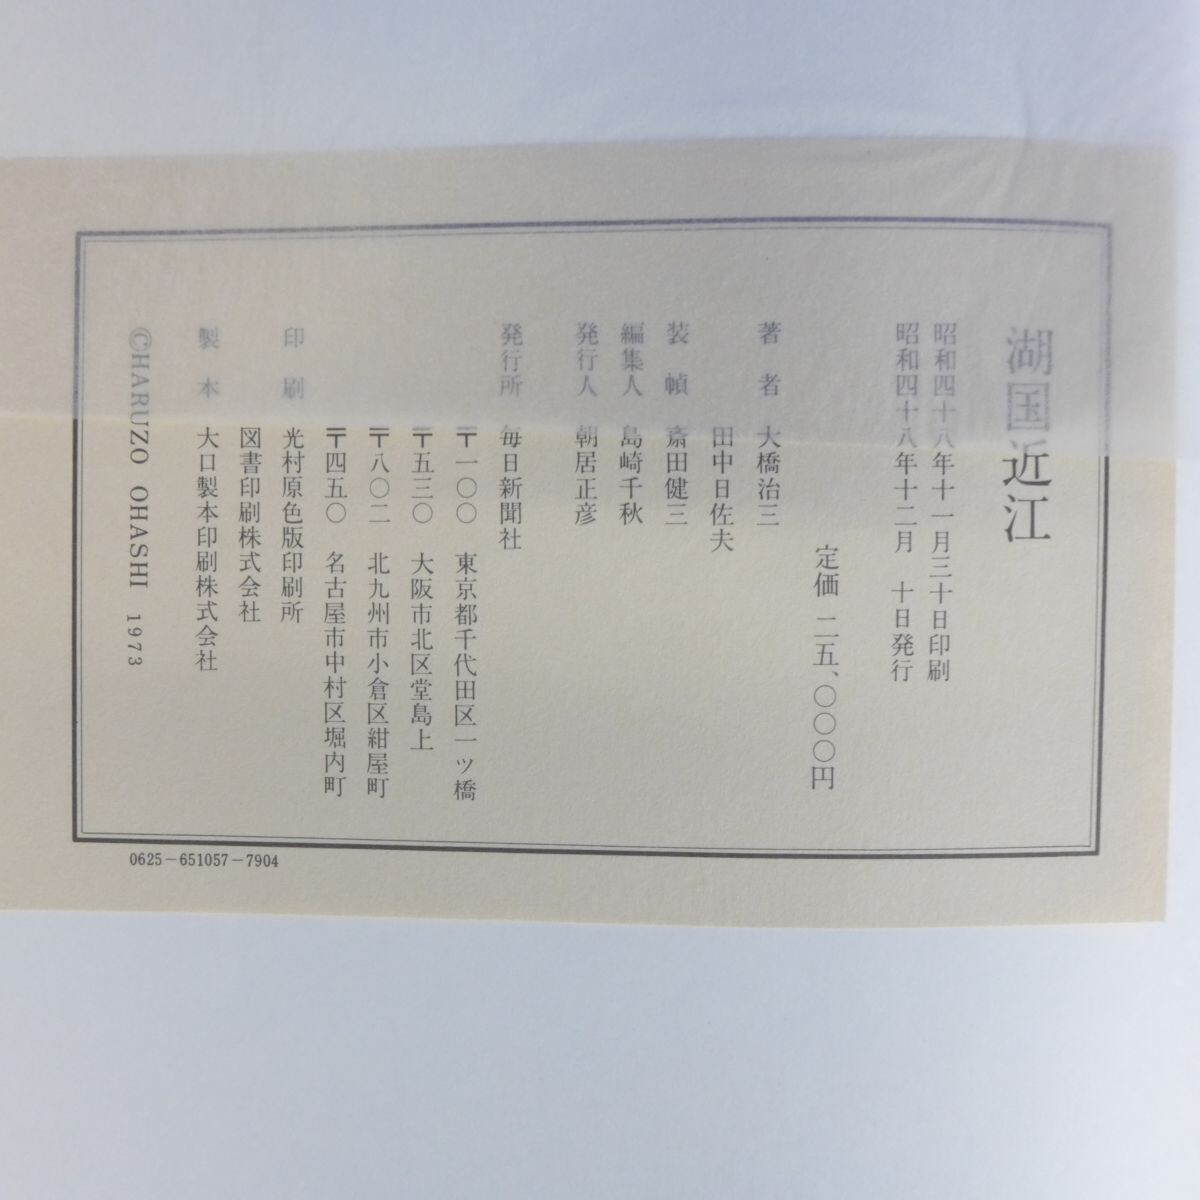 湖国近江
昭和四十八年十一月三十日印刷
昭和四十八年十二月　十日発行
定価　二五、〇〇〇円
著　者　大橋治三
田中日佐夫
装　幀　斎田健三
編集人　島崎千秋
発行人　朝居正彦
発行所　毎日新聞社
〒一〇〇　東京都千代田区一ツ橋
〒五三〇　大阪市北区堂島上
〒八〇二　北九州市小倉区紺屋町
〒四五〇　名古屋市中村区堀内町
印　刷　光村原色版印刷所
図書印刷株式会社
製　本　大口製本印刷株式会社
©HARUZO OHASHI 1973
0625－651057－7904